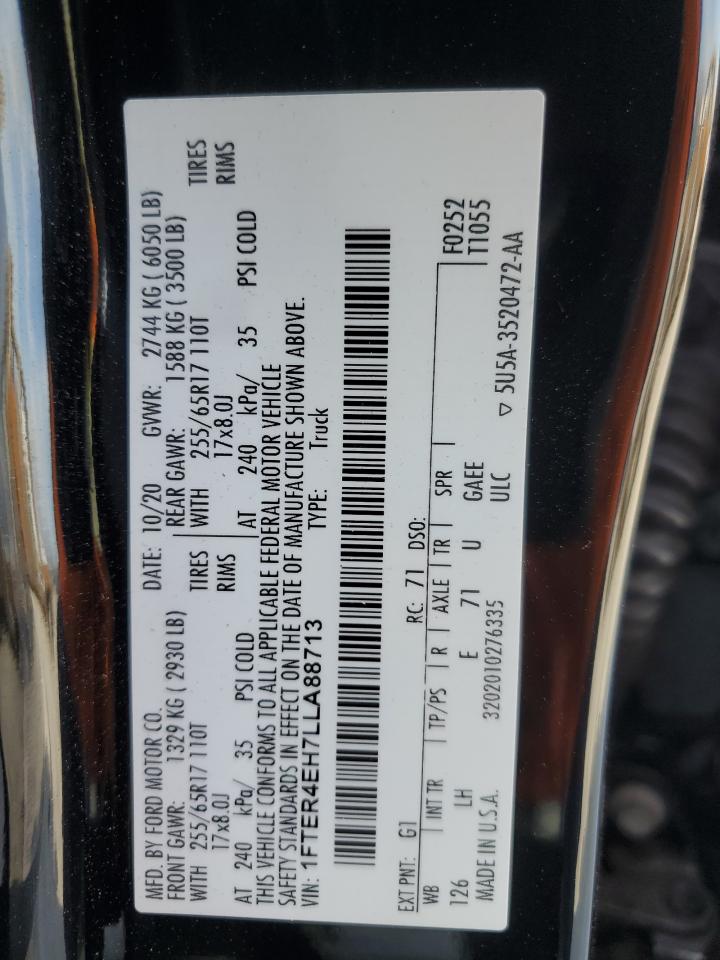 MFD. BY FORD MOTOR CO. DATE: 10/20 GVWR: 2744 KG ( 6050 LB)
FRONT GAWR: 1329 KG ( 2930 LB) REAR GAWR: 1588 KG ( 3500 LB)
WITH 255/65R17 110T TIRES WITH 255/65R17 110T TIRES
17x8.0J RIMS 17x8.0J RIMS
AT 240 kPa/ 35 PSI COLD AT 240 kPa/ 35 PSI COLD
THIS VEHICLE CONFORMS TO ALL APPLICABLE FEDERAL MOTOR VEHICLE
SAFETY STANDARDS IN EFFECT ON THE DATE OF MANUFACTURE SHOWN ABOVE.
VIN: 1FTER4EH7LLA88713 TYPE: Truck
EXT PNT: G1 RC: 71 DSO: F0252
WB INT TR TP/PS R AXLE TR SPR T1055
126 LH E 71 U GAEE
MADE IN U.S.A. 3202010276335 ULC ▽ 5U5A-3520472-AA